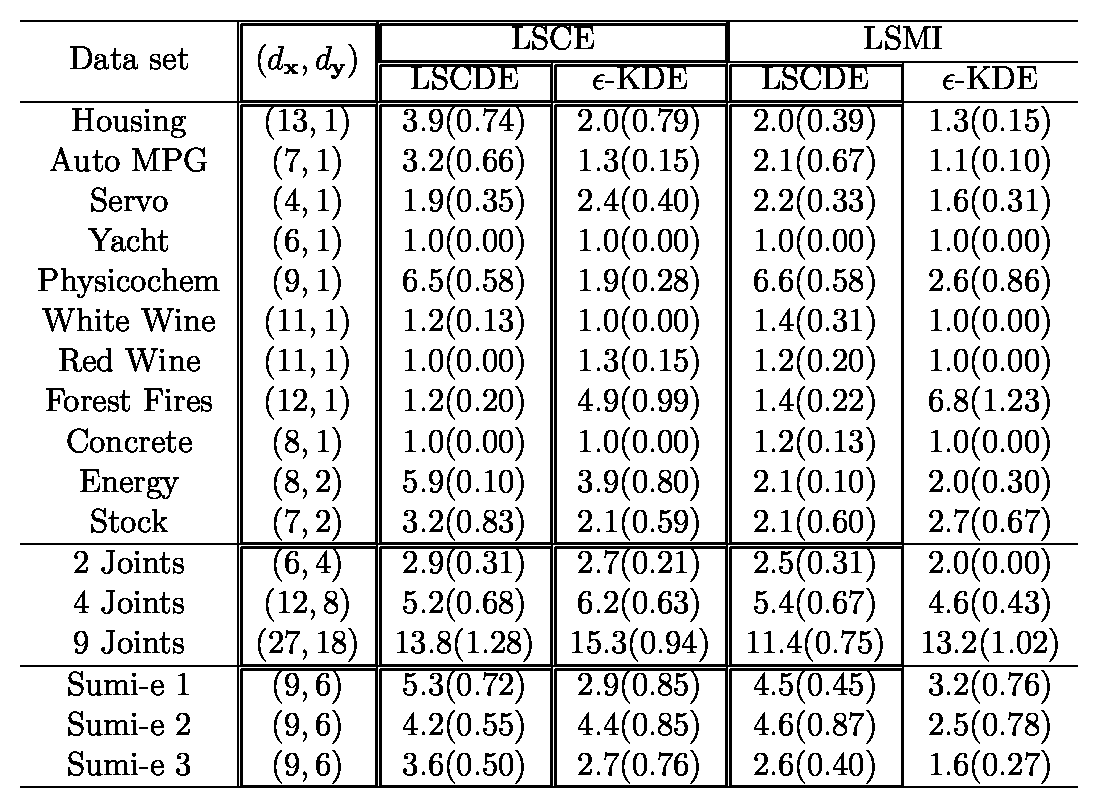 Data set (dx, dy) LSCE LSMI
LSCDE ϵ-KDE LSCDE ϵ-KDE
Housing (13, 1) 3.9(0.74) 2.0(0.79) 2.0(0.39) 1.3(0.15)
Auto MPG (7, 1) 3.2(0.66) 1.3(0.15) 2.1(0.67) 1.1(0.10)
Servo (4, 1) 1.9(0.35) 2.4(0.40) 2.2(0.33) 1.6(0.31)
Yacht (6, 1) 1.0(0.00) 1.0(0.00) 1.0(0.00) 1.0(0.00)
Physicochem (9, 1) 6.5(0.58) 1.9(0.28) 6.6(0.58) 2.6(0.86)
White Wine (11, 1) 1.2(0.13) 1.0(0.00) 1.4(0.31) 1.0(0.00)
Red Wine (11, 1) 1.0(0.00) 1.3(0.15) 1.2(0.20) 1.0(0.00)
Forest Fires (12, 1) 1.2(0.20) 4.9(0.99) 1.4(0.22) 6.8(1.23)
Concrete (8, 1) 1.0(0.00) 1.0(0.00) 1.2(0.13) 1.0(0.00)
Energy (8, 2) 5.9(0.10) 3.9(0.80) 2.1(0.10) 2.0(0.30)
Stock (7, 2) 3.2(0.83) 2.1(0.59) 2.1(0.60) 2.7(0.67)
2 Joints (6, 4) 2.9(0.31) 2.7(0.21) 2.5(0.31) 2.0(0.00)
4 Joints (12, 8) 5.2(0.68) 6.2(0.63) 5.4(0.67) 4.6(0.43)
9 Joints (27, 18) 13.8(1.28) 15.3(0.94) 11.4(0.75) 13.2(1.02)
Sumi-e 1 (9, 6) 5.3(0.72) 2.9(0.85) 4.5(0.45) 3.2(0.76)
Sumi-e 2 (9, 6) 4.2(0.55) 4.4(0.85) 4.6(0.87) 2.5(0.78)
Sumi-e 3 (9, 6) 3.6(0.50) 2.7(0.76) 2.6(0.40) 1.6(0.27)